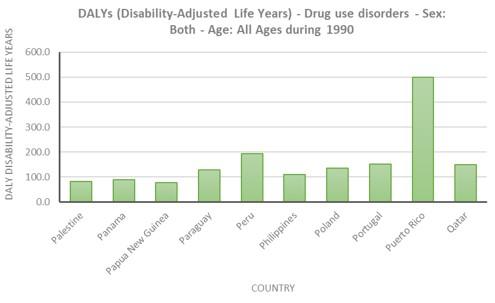 DALYs (Disability-Adjusted Life Years) - Drug use disorders - Sex:
Both - Age: All Ages during 1990
DALY DISABILITY-ADJUSTED LIFE YEARS
600.0
500.0
400.0
300.0
200.0
100.0
0.0
Palestine
Panama
Papua New Guinea
Paraguay
Peru
Philippines
Poland
Portugal
Puerto Rico
Qatar
COUNTRY